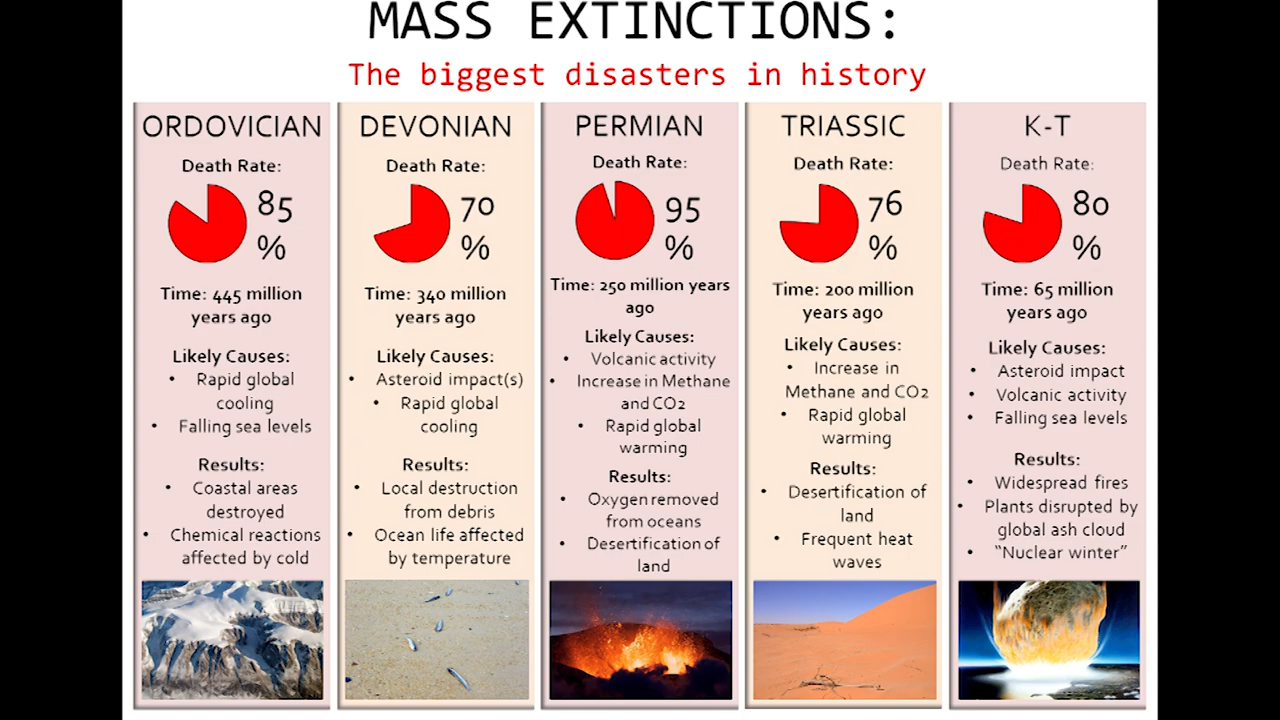 MASS EXTINCTIONS:
The biggest disasters in history
ORDOVICIAN
Death Rate:
85
%
Time: 445 million
years ago
Likely Causes:
• Rapid global
cooling
• Falling sea levels
Results:
• Coastal areas
destroyed
• Chemical reactions
affected by cold
DEVONIAN
Death Rate:
70
%
Time: 340 million
years ago
Likely Causes:
• Asteroid impact(s)
• Rapid global
cooling
Results:
• Local destruction
from debris
• Ocean life affected
by temperature
PERMIAN
Death Rate:
95
%
Time: 250 million years
ago
Likely Causes:
• Volcanic activity
• Increase in Methane
and CO2
• Rapid global
warming
Results:
• Oxygen removed
from oceans
• Desertification of
land
TRIASSIC
Death Rate:
76
%
Time: 200 million
years ago
Likely Causes:
• Increase in
Methane and CO2
• Rapid global
warming
Results:
• Desertification of
land
• Frequent heat
waves
K-T
Death Rate:
80
%
Time: 65 million
years ago
Likely Causes:
• Asteroid impact
• Volcanic activity
• Falling sea levels
Results:
• Widespread fires
• Plants disrupted by
global ash cloud
• “Nuclear winter”